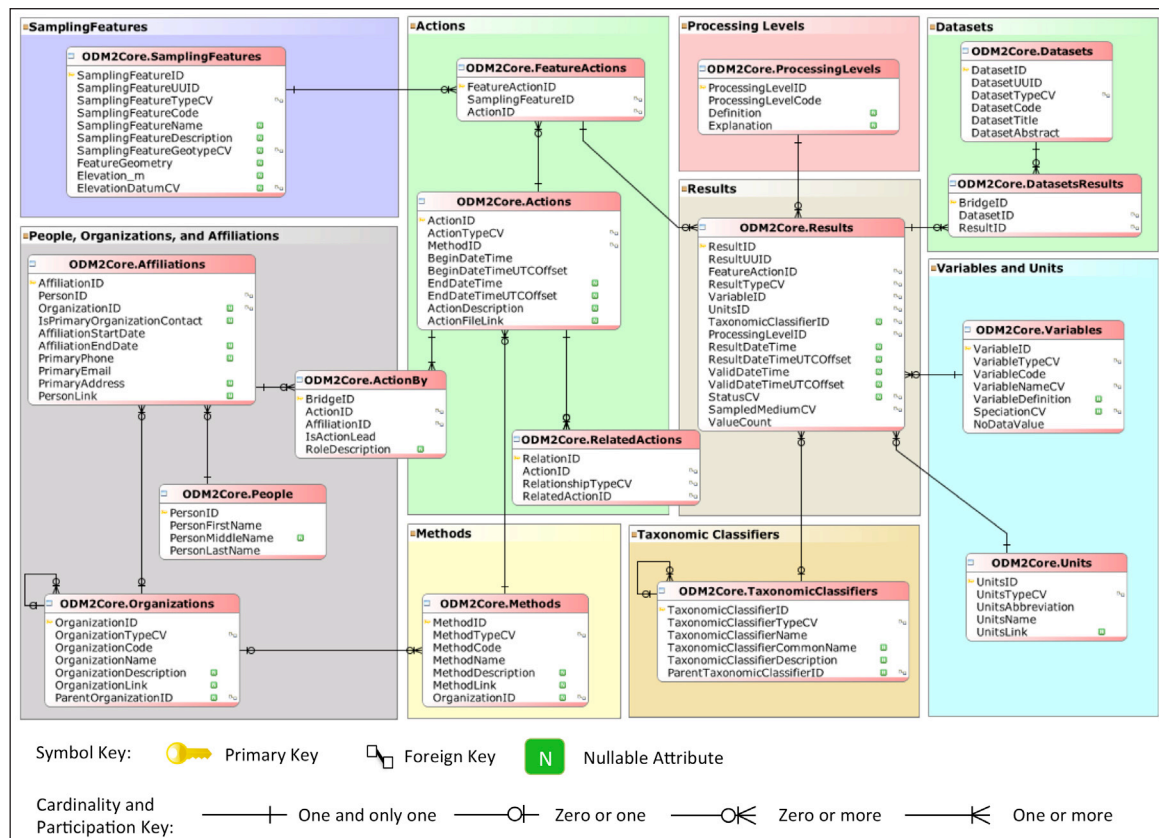 SamplingFeatures
ODM2Core.SamplingFeatures
SamplingFeatureID
SamplingFeatureUUID
SamplingFeatureTypeCV
SamplingFeatureCode
SamplingFeatureName
SamplingFeatureDescription
SamplingFeatureGeotypeCV
FeatureGeometry
Elevation_m
ElevationDatumCV
Actions
ODM2Core.FeatureActions
FeatureActionID
SamplingFeatureID
ActionID
ODM2Core.Actions
ActionID
ActionTypeCV
MethodID
BeginDateTime
BeginDateTimeUTCOffset
EndDateTime
EndDateTimeUTCOffset
ActionDescription
ActionFileLink
ODM2Core.ActionBy
BridgeID
ActionID
AffiliationID
IsActionLead
RoleDescription
ODM2Core.RelatedActions
RelationID
ActionID
RelationshipTypeCV
RelatedActionID
Processing Levels
ODM2Core.ProcessingLevels
ProcessingLevelID
ProcessingLevelCode
Definition
Explanation
Datasets
ODM2Core.Datasets
DatasetID
DatasetUUID
DatasetTypeCV
DatasetCode
DatasetTitle
DatasetAbstract
ODM2Core.DatasetsResults
BridgeID
DatasetID
ResultID
Results
ODM2Core.Results
ResultID
ResultUUID
FeatureActionID
ResultTypeCV
VariableID
UnitsID
TaxonomicClassifierID
ProcessingLevelID
ResultDateTime
ResultDateTimeUTCOffset
ValidDateTime
ValidDateTimeUTCOffset
StatusCV
SampledMediumCV
ValueCount
People, Organizations, and Affiliations
ODM2Core.Affiliations
AffiliationID
PersonID
OrganizationID
IsPrimaryOrganizationContact
AffiliationStartDate
AffiliationEndDate
PrimaryPhone
PrimaryEmail
PrimaryAddress
PersonLink
ODM2Core.People
PersonID
PersonFirstName
PersonMiddleName
PersonLastName
ODM2Core.Organizations
OrganizationID
OrganizationTypeCV
OrganizationCode
OrganizationName
OrganizationDescription
OrganizationLink
ParentOrganizationID
Methods
ODM2Core.Methods
MethodID
MethodTypeCV
MethodCode
MethodName
MethodDescription
MethodLink
OrganizationID
Taxonomic Classifiers
ODM2Core.TaxonomicClassifiers
TaxonomicClassifierID
TaxonomicClassifierTypeCV
TaxonomicClassifierName
TaxonomicClassifierCommonName
TaxonomicClassifierDescription
ParentTaxonomicClassifierID
Variables and Units
ODM2Core.Variables
VariableID
VariableTypeCV
VariableCode
VariableNameCV
VariableDefinition
SpeciationCV
NoDataValue
ODM2Core.Units
UnitsID
UnitsTypeCV
UnitsAbbreviation
UnitsName
UnitsLink
Symbol Key: Primary Key Foreign Key N Nullable Attribute
Cardinality and
Participation Key: One and only one Zero or one Zero or more One or more